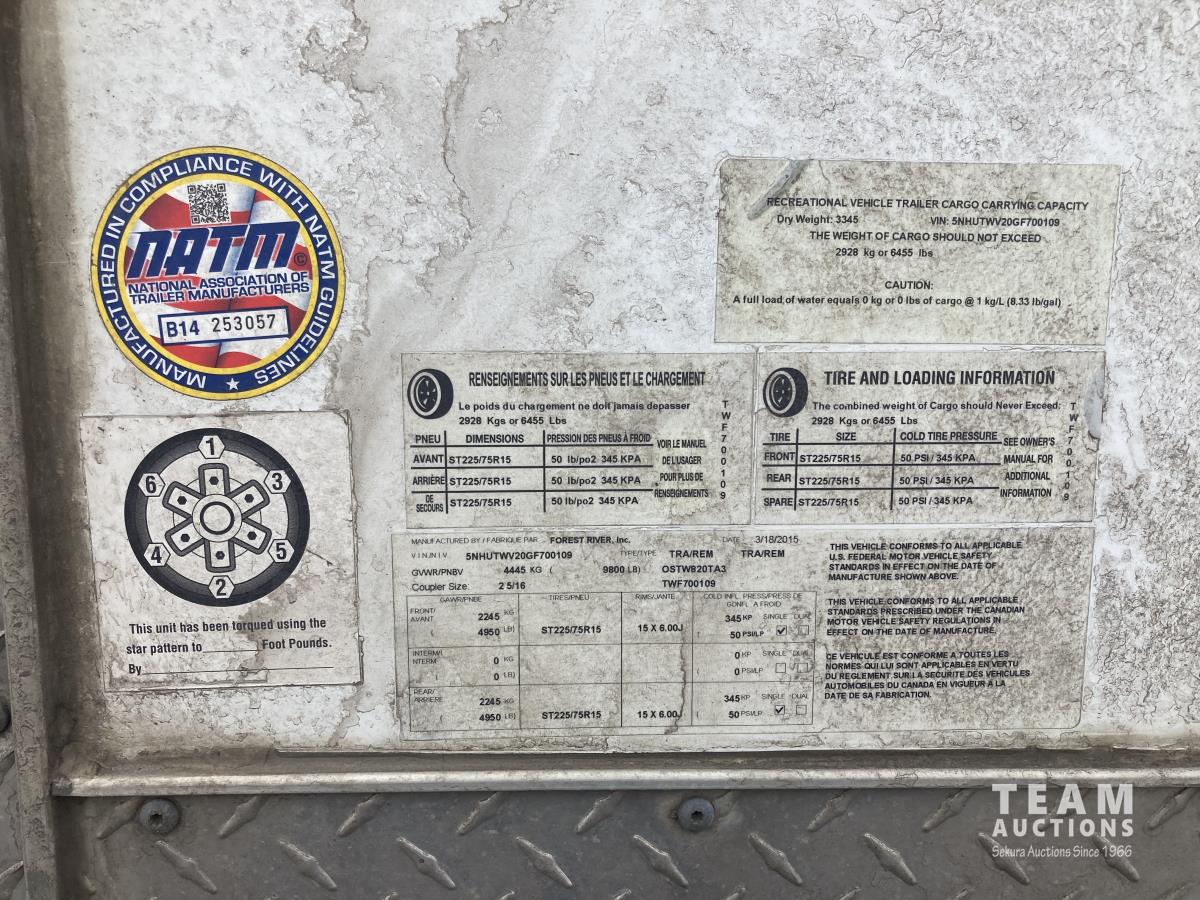 MANUFACTURED IN COMPLIANCE WITH NATM GUIDELINES
NATM©
NATIONAL ASSOCIATION OF
TRAILER MANUFACTURERS
B14 253057
1
6 3
4 5
2
This unit has been torqued using the
star pattern to ______ Foot Pounds.
By
RECREATIONAL VEHICLE TRAILER CARGO CARRYING CAPACITY
Dry Weight: 3345 VIN: 5NHUTWV20GF700109
THE WEIGHT OF CARGO SHOULD NOT EXCEED
2928 kg or 6455 lbs
CAUTION:
A full load of water equals 0 kg or 0 lbs of cargo @ 1 kg/L (8.33 lb/gal)
RENSEIGNEMENTS SUR LES PNEUS ET LE CHARGEMENT
Le poids du chargement ne doit jamais depasser
2928 Kgs or 6455 Lbs
PNEU DIMENSIONS PRESSION DES PNEUS À FROID
AVANT ST225/75R15 50 lb/po2 345 KPA
ARRIÈRE ST225/75R15 50 lb/po2 345 KPA
DE SECOURS ST225/75R15 50 lb/po2 345 KPA
VOIR LE MANUEL
DE L'USAGER
POUR PLUS DE
RENSEIGNEMENTS
TWF700109
TIRE AND LOADING INFORMATION
The combined weight of Cargo should Never Exceed:
2928 Kgs or 6455 Lbs
TIRE SIZE COLD TIRE PRESSURE
FRONT ST225/75R15 50 PSI / 345 KPA
REAR ST225/75R15 50 PSI / 345 KPA
SPARE ST225/75R15 50 PSI / 345 KPA
SEE OWNER'S
MANUAL FOR
ADDITIONAL
INFORMATION
TWF700109
MANUFACTURED BY / FABRIQUE PAR FOREST RIVER, Inc. DATE 3/18/2015
V I N./N I V. 5NHUTWV20GF700109 TYPE/TYPE TRA/REM TRA/REM
GVWR/PNBV 4445 KG ( 9800 LB) OSTW820TA3
Coupler Size: 2 5/16 TWF700109
GAWR/PNBE TIRES/PNEU RIMS/JANTE COLD INFL. PRESS/PRESS DE
GONFL. A FROID
FRONT/
AVANT 2245 KG 345 KP SINGLE DUAL
( 4950 LB) ST225/75R15 15 X 6.00J ( 50 PSI/LP
INTERM/
INTERM 0 KG 0 KP SINGLE DUAL
( 0 LB) ( 0 PSI/LP
REAR/
ARRIERE 2245 KG 345 KP SINGLE DUAL
( 4950 LB) ST225/75R15 15 X 6.00J ( 50 PSI/LP
THIS VEHICLE CONFORMS TO ALL APPLICABLE
U.S. FEDERAL MOTOR VEHICLE SAFETY
STANDARDS IN EFFECT ON THE DATE OF
MANUFACTURE SHOWN ABOVE.
THIS VEHICLE CONFORMS TO ALL APPLICABLE
STANDARDS PRESCRIBED UNDER THE CANADIAN
MOTOR VEHICLE SAFETY REGULATIONS IN
EFFECT ON THE DATE OF MANUFACTURE.
CE VEHICULE EST CONFORME A TOUTES LES
NORMES QUI LUI SONT APPLICABLES EN VERTU
DU REGLEMENT SUR LA SECURITE DES VEHICULES
AUTOMOBILES DU CANADA EN VIGUEUR A LA
DATE DE SA FABRICATION.
TEAM
AUCTIONS
Sekura Auctions Since 1966